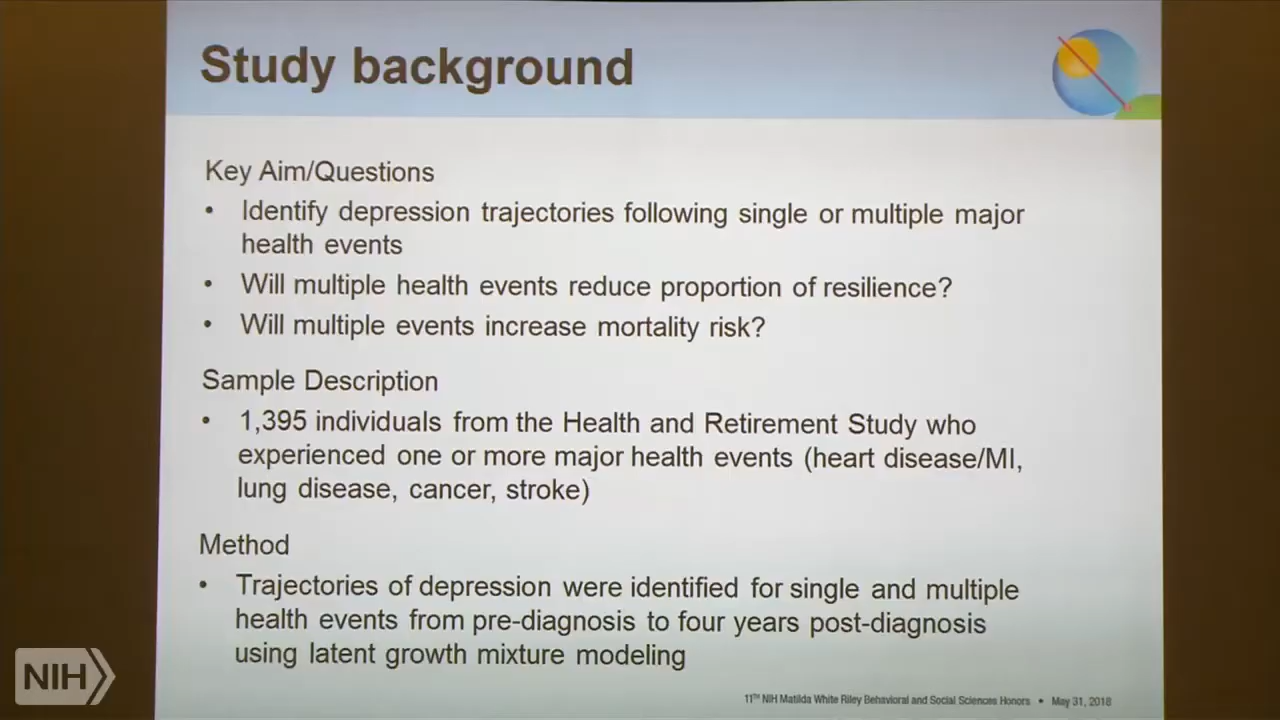 Study background
Key Aim/Questions
• Identify depression trajectories following single or multiple major
health events
• Will multiple health events reduce proportion of resilience?
• Will multiple events increase mortality risk?
Sample Description
• 1,395 individuals from the Health and Retirement Study who
experienced one or more major health events (heart disease/MI,
lung disease, cancer, stroke)
Method
• Trajectories of depression were identified for single and multiple
health events from pre-diagnosis to four years post-diagnosis
using latent growth mixture modeling
NIH
11TH NIH Matilda White Riley Behavioral and Social Sciences Honors • May 31, 2018